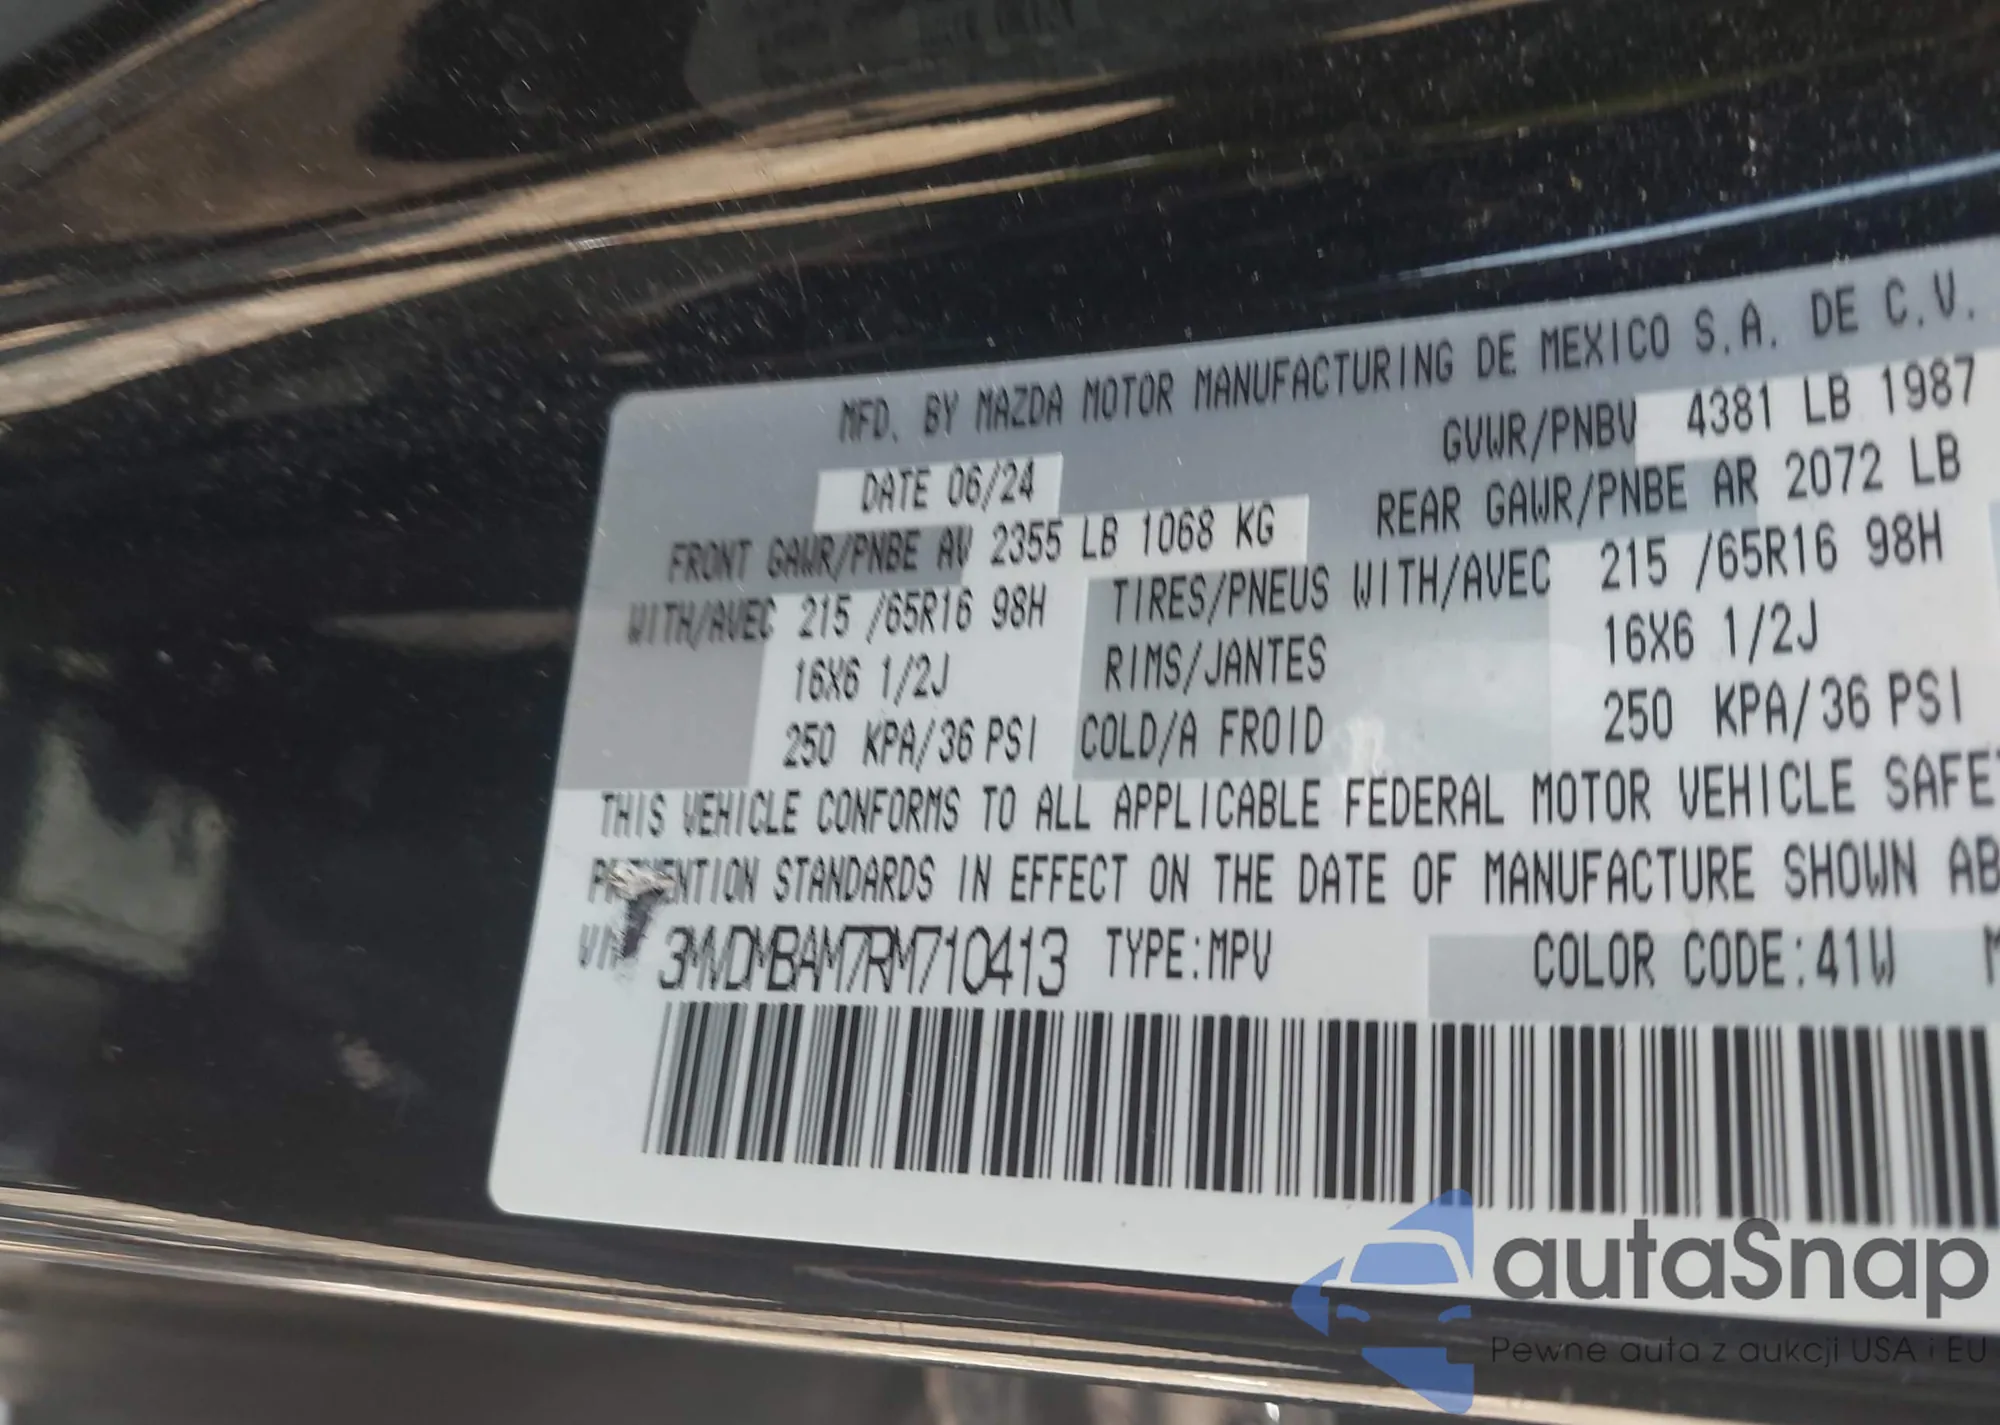 MFD. BY MAZDA MOTOR MANUFACTURING DE MEXICO S.A. DE C.V.
DATE 06/24 GVWR/PNBV 4381 LB 1987
FRONT GAWR/PNBE AV 2355 LB 1068 KG REAR GAWR/PNBE AR 2072 LB
WITH/AVEC 215 /65R16 98H TIRES/PNEUS WITH/AVEC 215 /65R16 98H
16X6 1/2J RIMS/JANTES 16X6 1/2J
250 KPA/36 PSI COLD/A FROID 250 KPA/36 PSI
THIS VEHICLE CONFORMS TO ALL APPLICABLE FEDERAL MOTOR VEHICLE SAFE
STANDARDS IN EFFECT ON THE DATE OF MANUFACTURE SHOWN AB
3MVDMBAM7RM710413 TYPE:MPV COLOR CODE:41W
autaSnap
Pewne auta z aukcji USA i EU